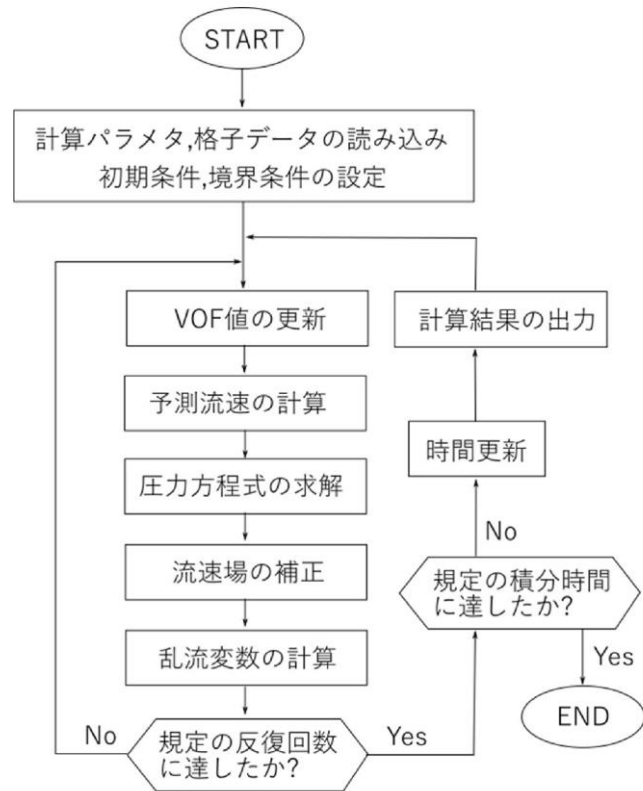 START
計算パラメタ,格子データの読み込み
初期条件,境界条件の設定
VOF値の更新
予測流速の計算
圧力方程式の求解
流速場の補正
乱流変数の計算
規定の反復回数
に達したか?
No
Yes
規定の積分時間
に達したか?
No
Yes
時間更新
計算結果の出力
END